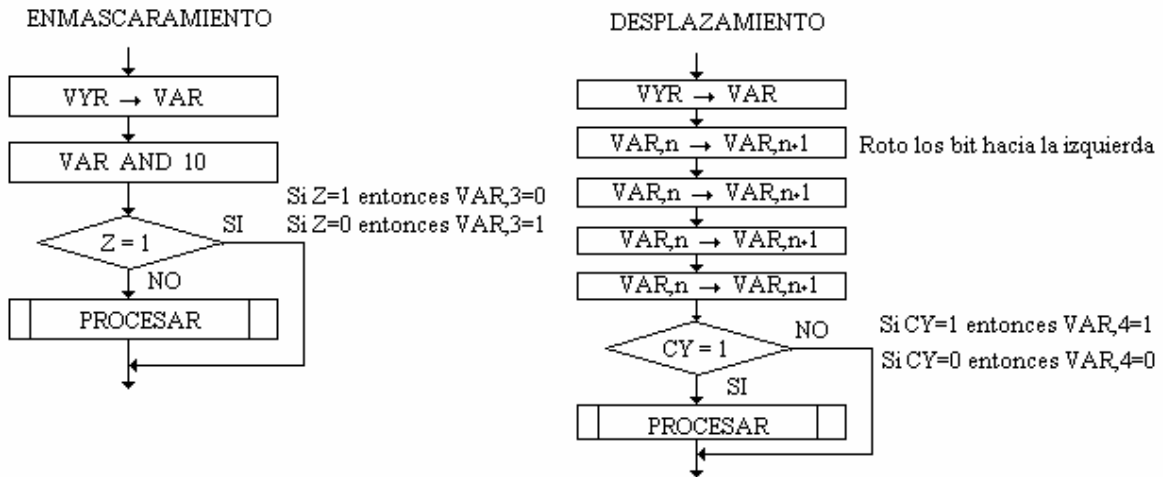 ENMASCARAMIENTO
VYR → VAR
VAR AND 10
Si Z=1 entonces VAR,3=0
Si Z=0 entonces VAR,3=1
SI
Z = 1
NO
PROCESAR
DESPLAZAMIENTO
VYR → VAR
VAR,n → VAR,n+1
Roto los bit hacia la izquierda
VAR,n → VAR,n+1
VAR,n → VAR,n+1
VAR,n → VAR,n+1
NO
CY = 1
Si CY=1 entonces VAR,4=1
Si CY=0 entonces VAR,4=0
SI
PROCESAR